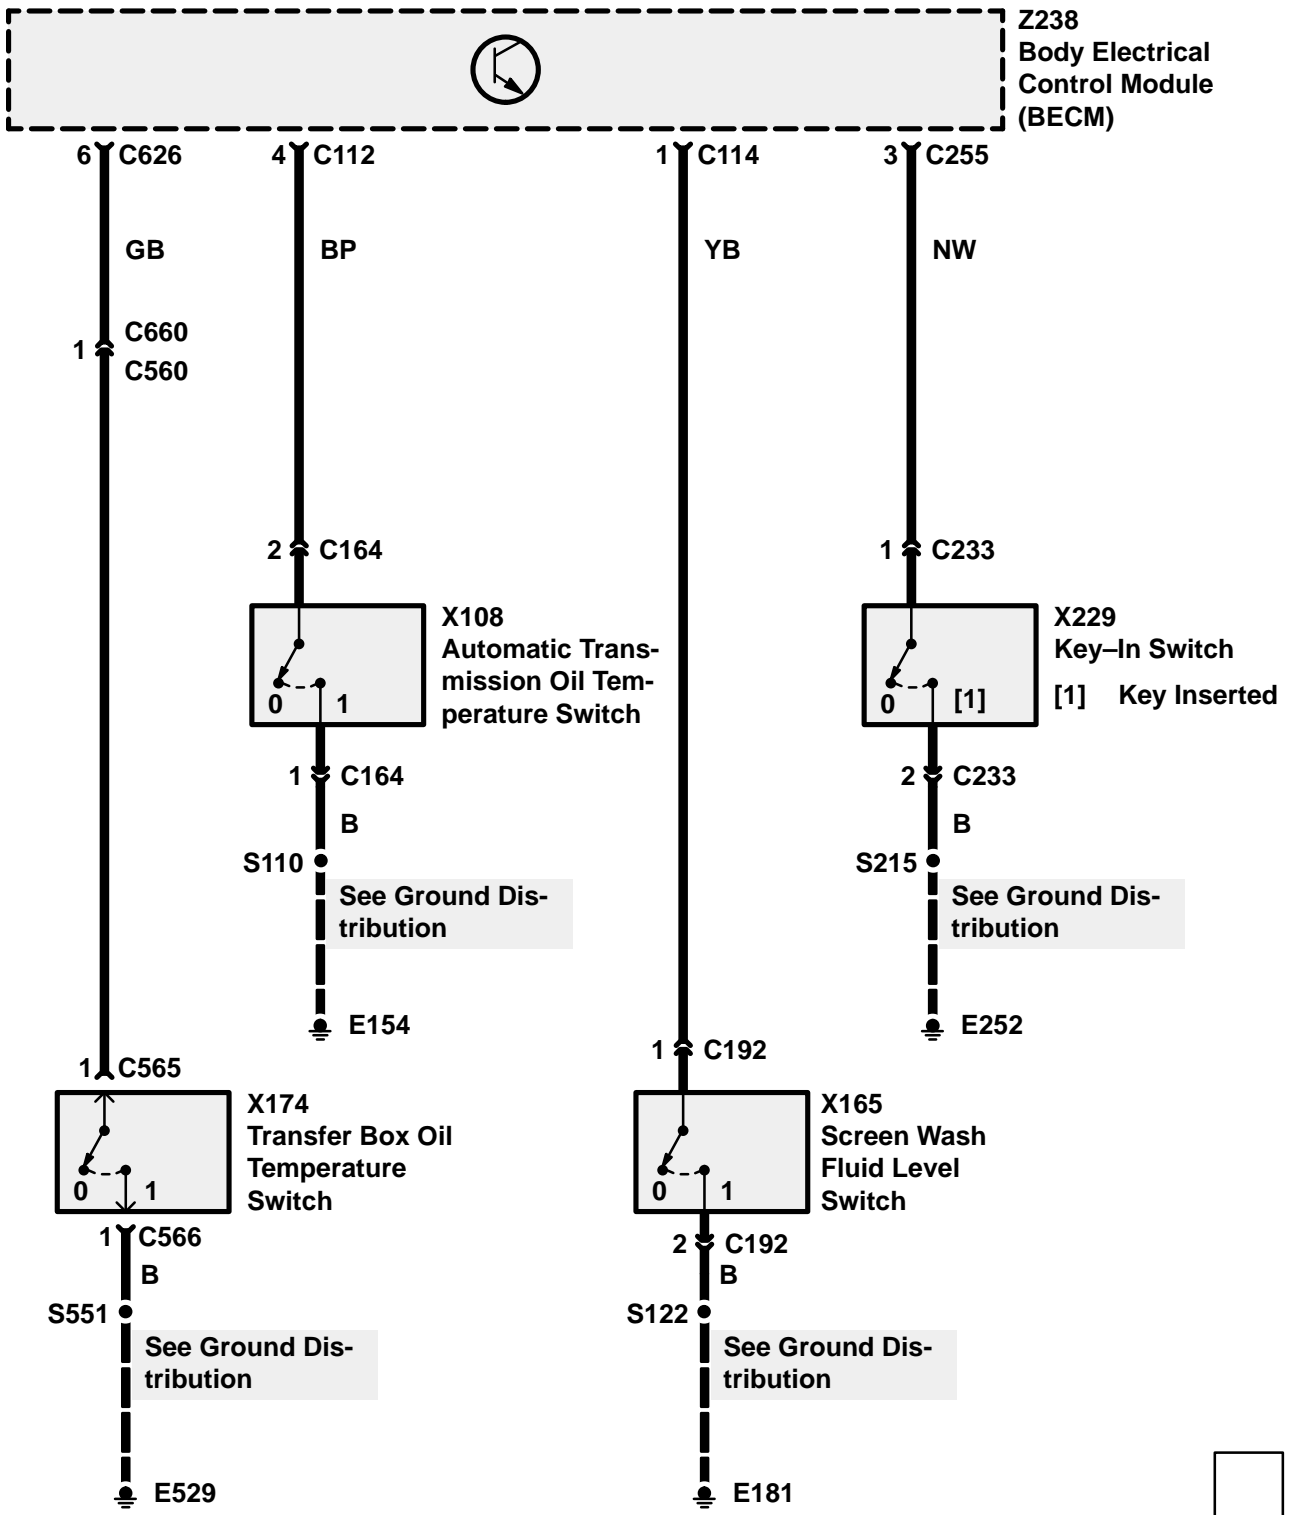 Z238
Body Electrical
Control Module
(BECM)
6 C626
4 C112
1 C114
3 C255
GB
BP
YB
NW
1 C660
C560
2 C164
1 C233
X108
Automatic Trans-
mission Oil Tem-
perature Switch
0 1
X229
Key–In Switch
[1] Key Inserted
0 [1]
1 C164
2 C233
B
B
S110
S215
See Ground Dis-
tribution
See Ground Dis-
tribution
E154
E252
1 C565
1 C192
X174
Transfer Box Oil
Temperature
Switch
0 1
X165
Screen Wash
Fluid Level
Switch
0 1
1 C566
2 C192
B
B
S551
S122
See Ground Dis-
tribution
See Ground Dis-
tribution
E529
E181